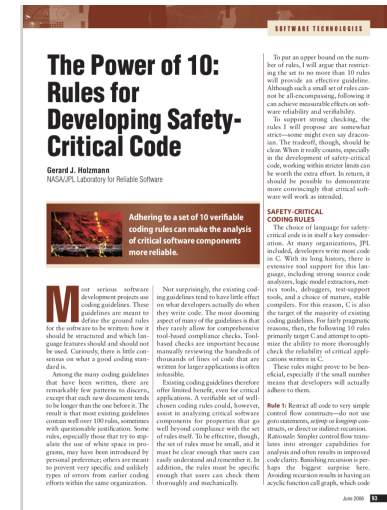 SOFTWARE TECHNOLOGIES
The Power of 10:
Rules for
Developing Safety-
Critical Code
Gerard J. Holzmann
NASA/JPL Laboratory for Reliable Software
Adhering to a set of 10 verifiable
coding rules can make the analysis
of critical software components
more reliable.
Most serious software
development projects use
coding guidelines. These
guidelines are meant to
define the ground rules
for the software to be written: how it
should be structured and which lan-
guage features should and should not
be used. Curiously, there is little con-
sensus on what a good coding stan-
dard is.
Among the many coding guidelines
that have been written, there are
remarkably few patterns to discern,
except that each new document tends
to be longer than the one before it. The
result is that most existing guidelines
contain well over 100 rules, sometimes
with questionable justification. Some
rules, especially those that try to stip-
ulate the use of white space in pro-
grams, may have been introduced by
personal preference; others are meant
to prevent very specific and unlikely
types of errors from earlier coding
efforts within the same organization.
Not surprisingly, the existing cod-
ing guidelines tend to have little effect
on what developers actually do when
they write code. The most dooming
aspect of many of the guidelines is that
they rarely allow for comprehensive
tool-based compliance checks. Tool-
based checks are important because
manually reviewing the hundreds of
thousands of lines of code that are
written for larger applications is often
infeasible.
Existing coding guidelines therefore
offer limited benefit, even for critical
applications. A verifiable set of well-
chosen coding rules could, however,
assist in analyzing critical software
components for properties that go
well beyond compliance with the set
of rules itself. To be effective, though,
the set of rules must be small, and it
must be clear enough that users can
easily understand and remember it. In
addition, the rules must be specific
enough that users can check them
thoroughly and mechanically.
To put an upper bound on the num-
ber of rules, I will argue that restrict-
ing the set to no more than 10 rules
will provide an effective guideline.
Although such a small set of rules can-
not be all-encompassing, following it
can achieve measurable effects on soft-
ware reliability and verifiability.
To support strong checking, the
rules I will propose are somewhat
strict—some might even say dracon-
ian. The tradeoff, though, should be
clear. When it really counts, especially
in the development of safety-critical
code, working within stricter limits can
be worth the extra effort. In return, it
should be possible to demonstrate
more convincingly that critical soft-
ware will work as intended.
SAFETY-CRITICAL
CODING RULES
The choice of language for safety-
critical code is in itself a key consider-
ation. At many organizations, JPL
included, developers write most code
in C. With its long history, there is
extensive tool support for this lan-
guage, including strong source code
analyzers, logic model extractors, met-
rics tools, debuggers, test-support
tools, and a choice of mature, stable
compilers. For this reason, C is also
the target of the majority of existing
coding guidelines. For fairly pragmatic
reasons, then, the following 10 rules
primarily target C and attempt to opti-
mize the ability to more thoroughly
check the reliability of critical appli-
cations written in C.
These rules might prove to be ben-
eficial, especially if the small number
means that developers will actually
adhere to them.
Rule 1: Restrict all code to very simple
control flow constructs—do not use
goto statements, setjmp or longjmp con-
structs, or direct or indirect recursion.
Rationale: Simpler control flow trans-
lates into stronger capabilities for
analysis and often results in improved
code clarity. Banishing recursion is per-
haps the biggest surprise here.
Avoiding recursion results in having an
acyclic function call graph, which code
June 2006 93